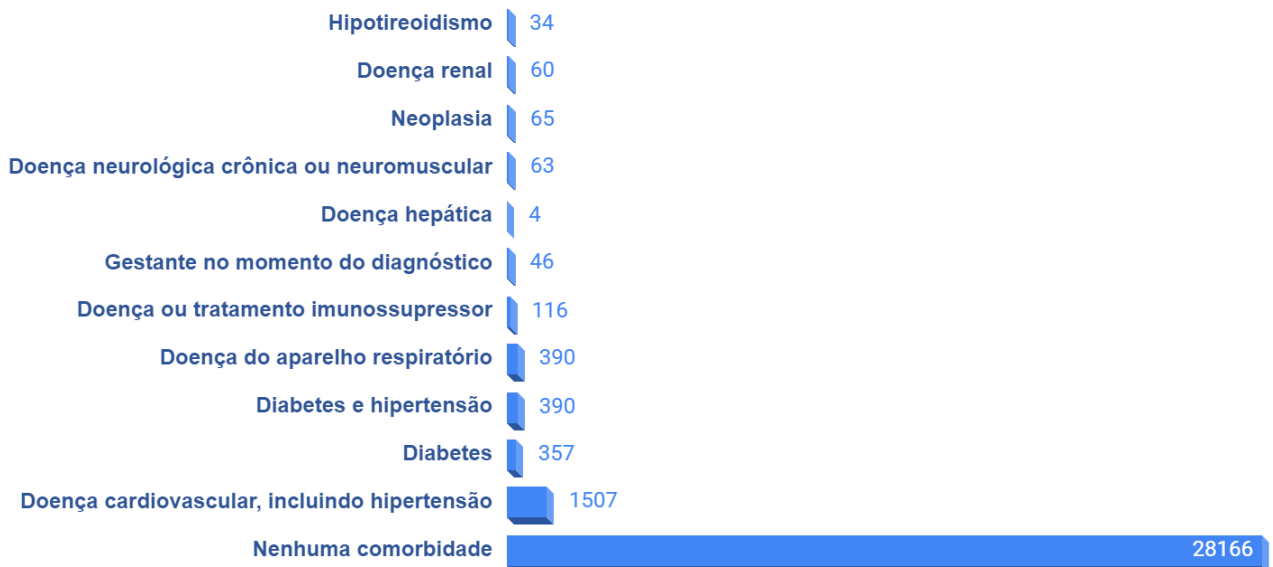 Hipotireoidismo 34
Doença renal 60
Neoplasia 65
Doença neurológica crônica ou neuromuscular 63
Doença hepática 4
Gestante no momento do diagnóstico 46
Doença ou tratamento imunossupressor 116
Doença do aparelho respiratório 390
Diabetes e hipertensão 390
Diabetes 357
Doença cardiovascular, incluindo hipertensão 1507
Nenhuma comorbidade 28166